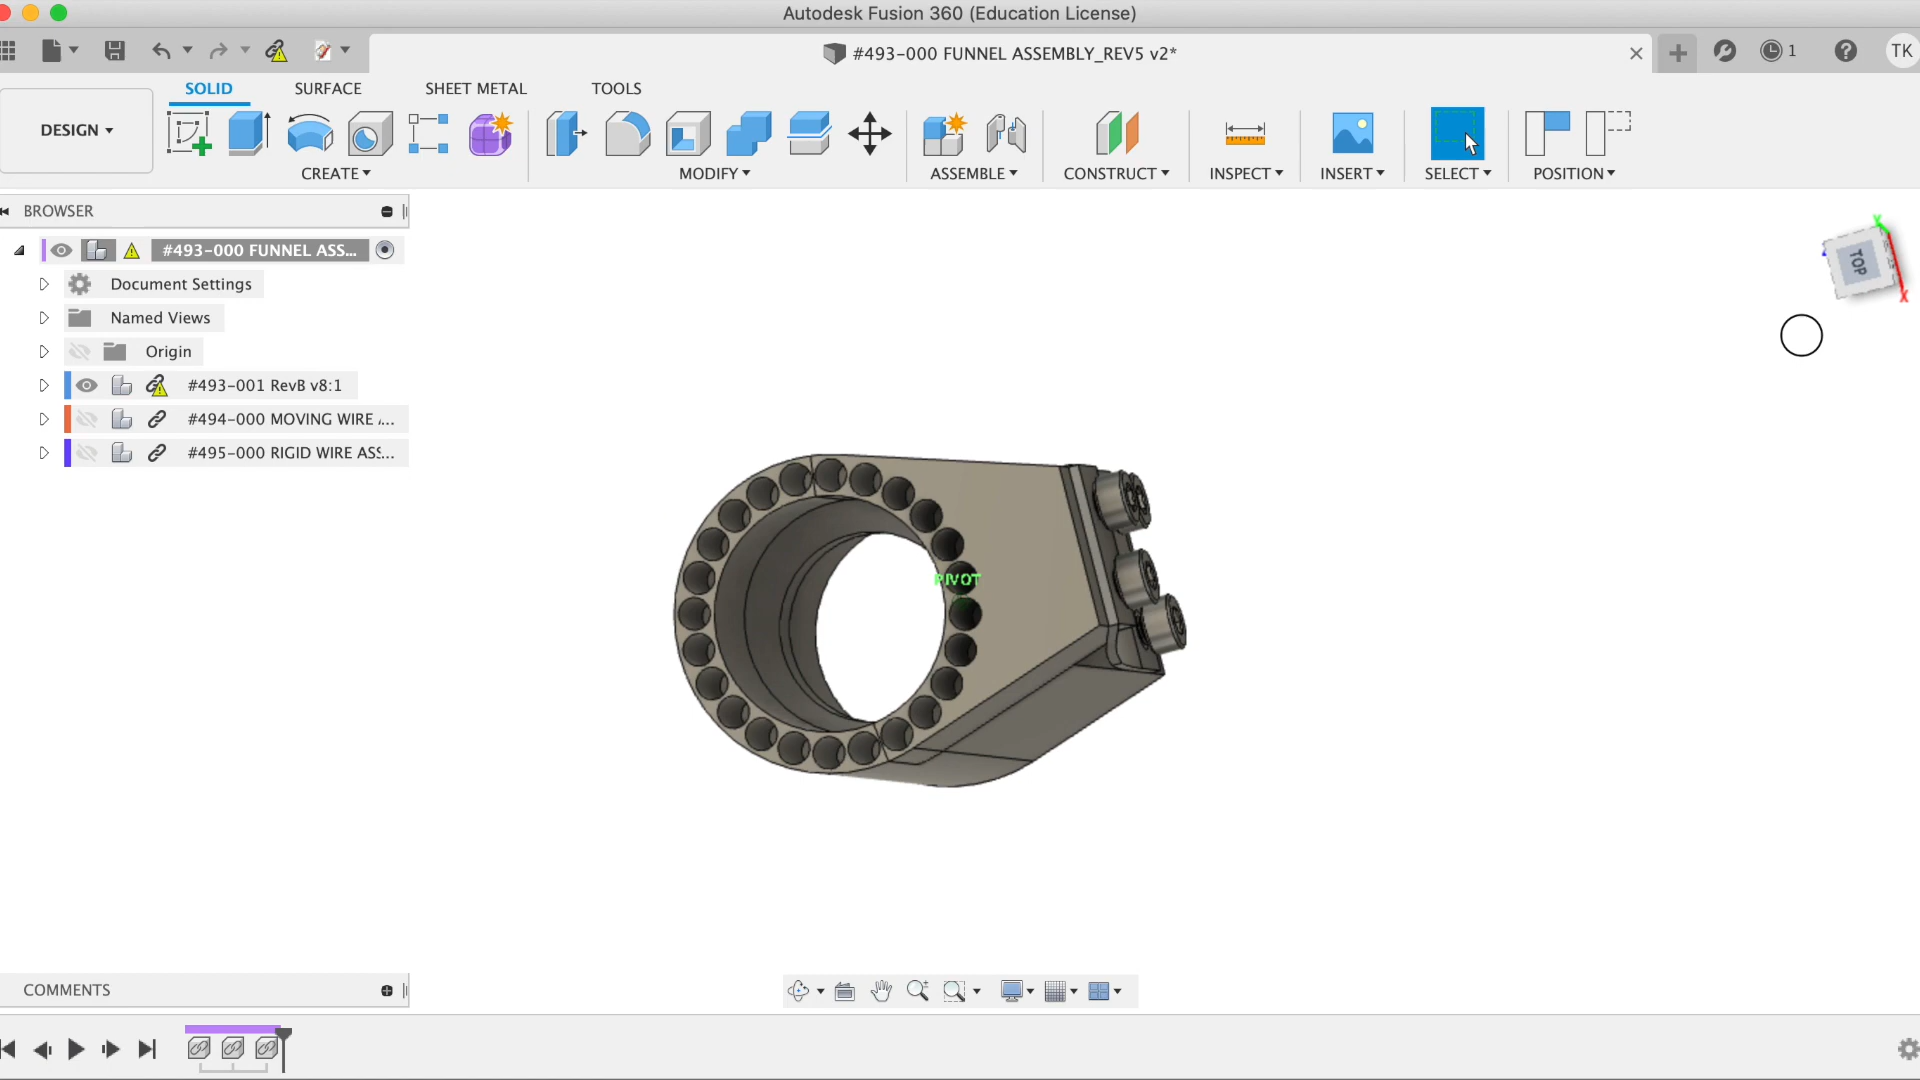 Autodesk Fusion 360 (Education License)
#493-000 FUNNEL ASSEMBLY_REV5 v2*
1
TK
DESIGN
SOLID
SURFACE
SHEET METAL
TOOLS
CREATE
MODIFY
ASSEMBLE
CONSTRUCT
INSPECT
INSERT
SELECT
POSITION
BROWSER
#493-000 FUNNEL ASS...
Document Settings
Named Views
Origin
#493-001 RevB v8:1
#494-000 MOVING WIRE ...
#495-000 RIGID WIRE ASS...
Y
TOP
X
PIVOT
COMMENTS